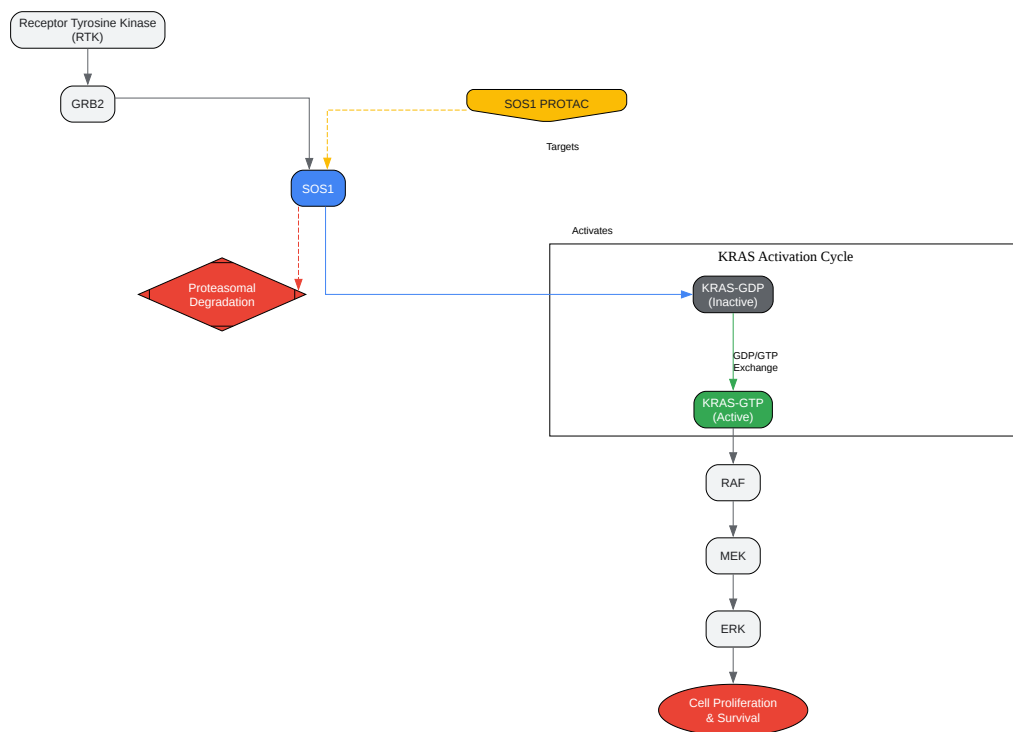 Receptor Tyrosine Kinase
(RTK)
GRB2
SOS1 PROTAC
Targets
SOS1
Activates
KRAS Activation Cycle
Proteasomal
Degradation
KRAS-GDP
(Inactive)
GDP/GTP
Exchange
KRAS-GTP
(Active)
RAF
MEK
ERK
Cell Proliferation
& Survival